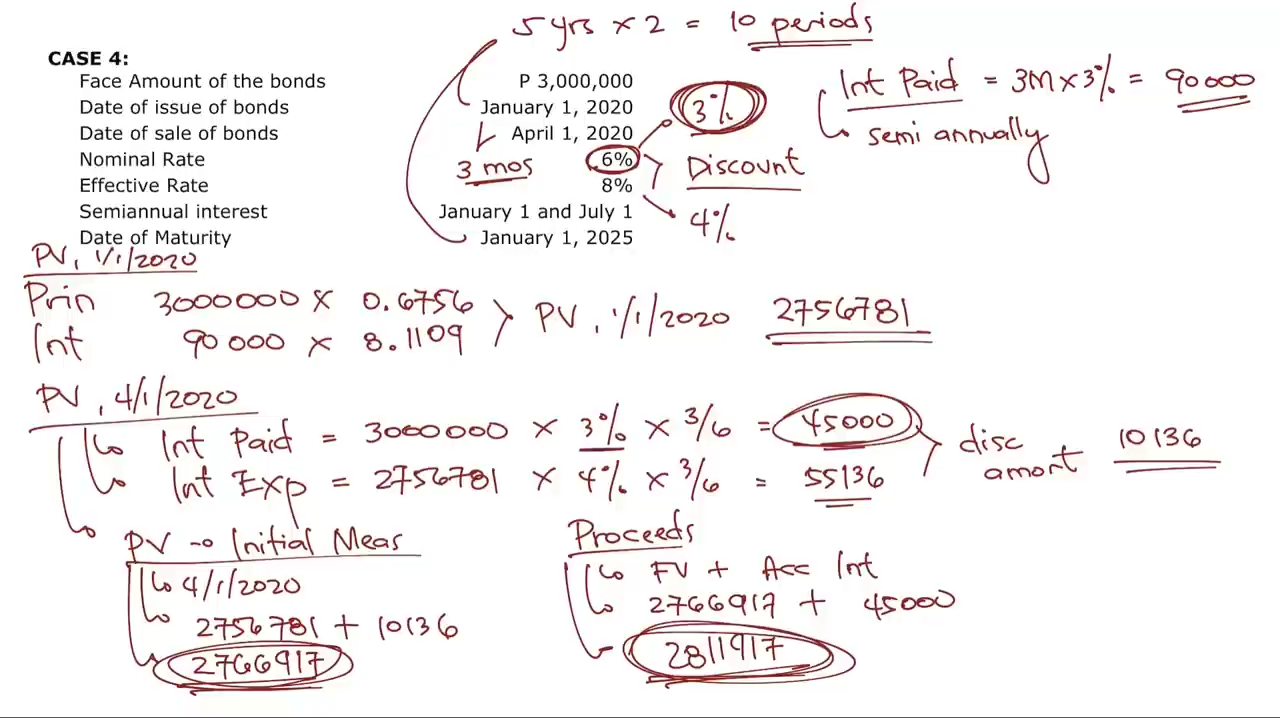 5 yrs × 2 = 10 periods
CASE 4:
Face Amount of the bonds P 3,000,000
Date of issue of bonds January 1, 2020
Date of sale of bonds April 1, 2020
Nominal Rate 3 mos 6%
Effective Rate 8%
Semiannual interest January 1 and July 1
Date of Maturity January 1, 2025
3%
Discount
4%
Int Paid = 3M × 3% = 90000
semi annually
PV, 1/1/2020
Prin 3000000 × 0.6756
Int 90000 × 8.1109
PV, 1/1/2020 2756781
PV, 4/1/2020
Int Paid = 3000000 × 3% × 3/6 = 45000
Int Exp = 2756781 × 4% × 3/6 = 55136
disc
amort 10136
PV → Initial Meas
4/1/2020
2756781 + 10136
2766917
Proceeds
FV + Acc Int
2766917 + 45000
2811917